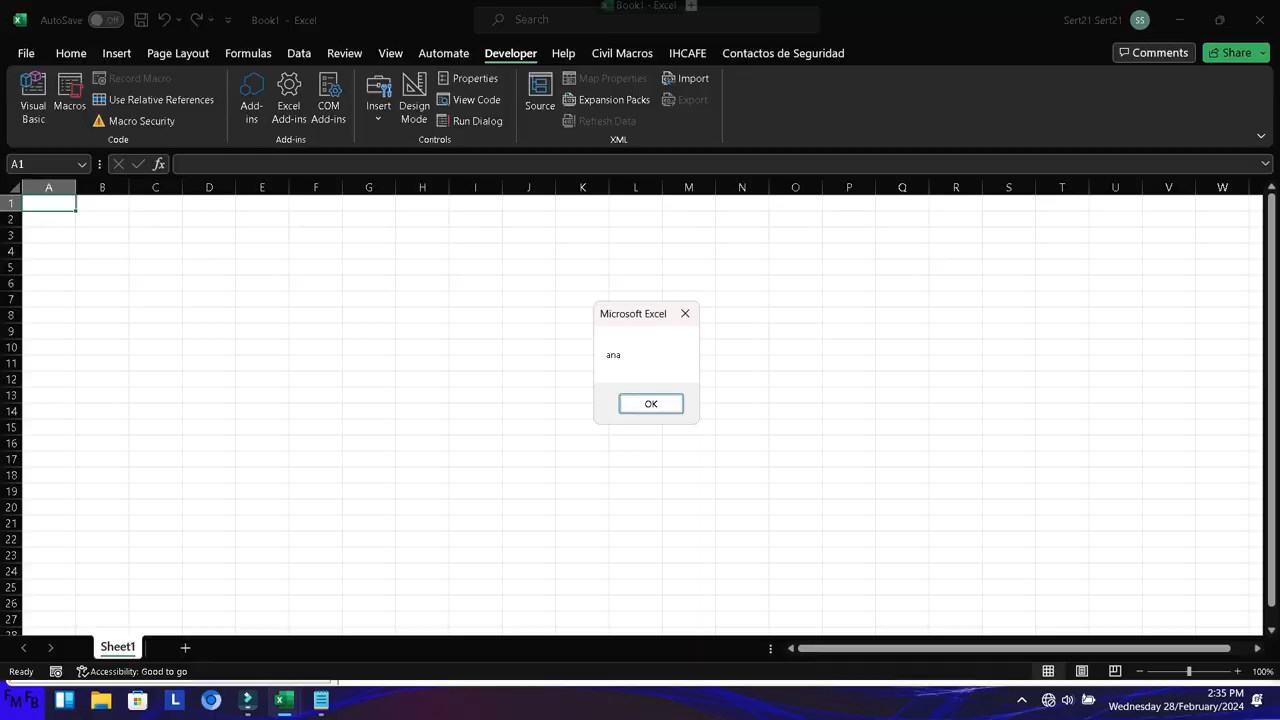 Book1 - Excel
AutoSave Off Book1 - Excel Search Sert21 Sert21 SS
File Home Insert Page Layout Formulas Data Review View Automate Developer Help Civil Macros IHCAFE Contactos de Seguridad Comments Share
Visual Basic
Macros
Record Macro
Use Relative References
Macro Security
Code
Add-ins
Excel Add-ins
COM Add-ins
Add-ins
Insert
Design Mode
Properties
View Code
Run Dialog
Controls
Source
Map Properties
Expansion Packs
Refresh Data
Import
Export
XML
A1 fx
A B C D E F G H I J K L M N O P Q R S T U V W
1
2
3
4
5
6
7
8
9
10
11
12
13
14
15
16
17
18
19
20
21
22
23
24
25
26
27
28
Microsoft Excel
ana
OK
Sheet1
Ready Accessibility: Good to go 100%
FM FB
L
2:35 PM
Wednesday 28/February/2024